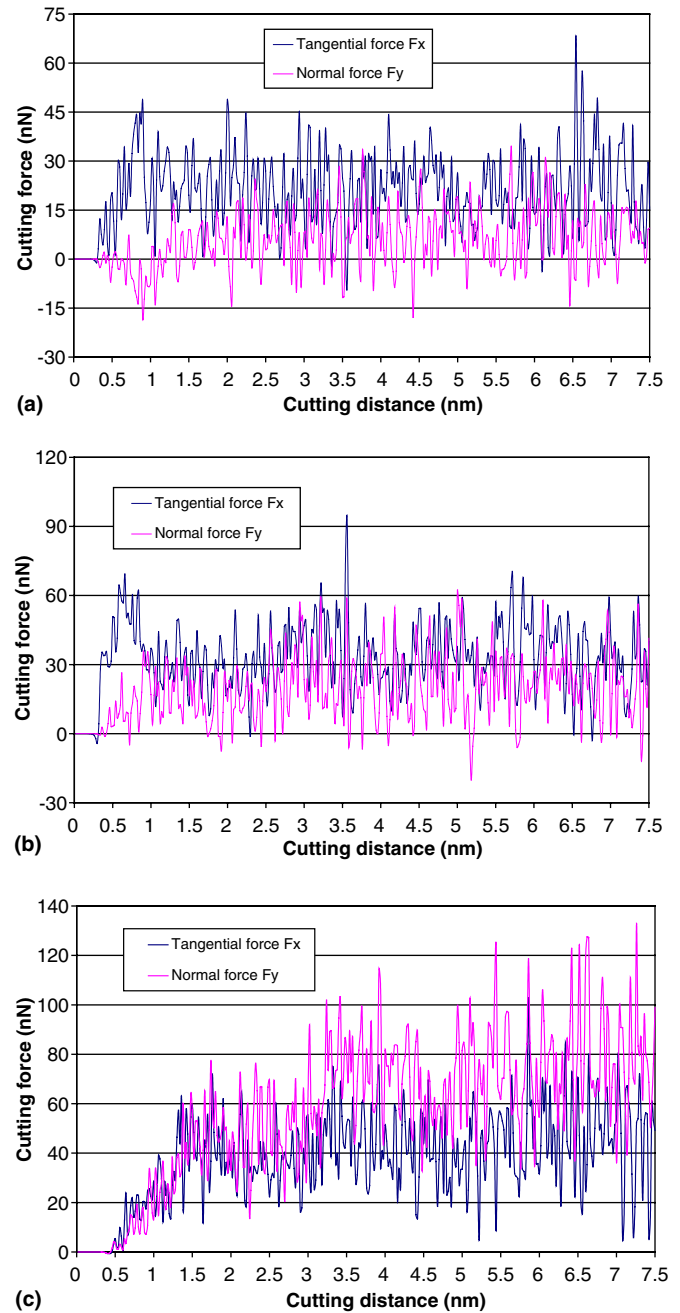 75
60
45
30
15
0
-15
-30
Cutting force (nN)
Tangential force Fx
Normal force Fy
0 0.5 1 1.5 2 2.5 3 3.5 4 4.5 5 5.5 6 6.5 7 7.5
(a) Cutting distance (nm)
120
90
60
30
0
-30
Cutting force (nN)
Tangential force Fx
Normal force Fy
0 0.5 1 1.5 2 2.5 3 3.5 4 4.5 5 5.5 6 6.5 7 7.5
(b) Cutting distance (nm)
140
120
100
80
60
40
20
0
Cutting force (nN)
Tangential force Fx
Normal force Fy
0 0.5 1 1.5 2 2.5 3 3.5 4 4.5 5 5.5 6 6.5 7 7.5
(c) Cutting distance (nm)